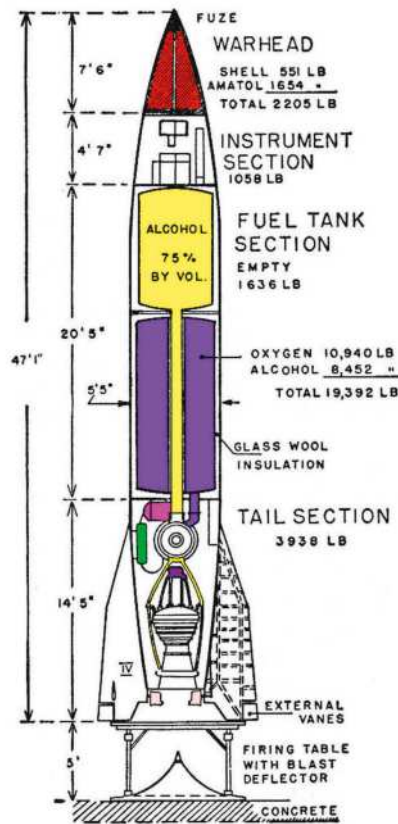 FUZE
WARHEAD
SHELL 551 LB
AMATOL 1654 "
TOTAL 2205 LB
7'6"
4'7"
INSTRUMENT
SECTION
1058 LB
ALCOHOL
75%
BY VOL.
FUEL TANK
SECTION
EMPTY
1636 LB
20'5"
47'1"
5'5"
OXYGEN 10,940 LB
ALCOHOL 8,452 "
TOTAL 19,392 LB
GLASS WOOL
INSULATION
TAIL SECTION
3938 LB
14'5"
IV
EXTERNAL
VANES
5'
FIRING TABLE
WITH BLAST
DEFLECTOR
CONCRETE